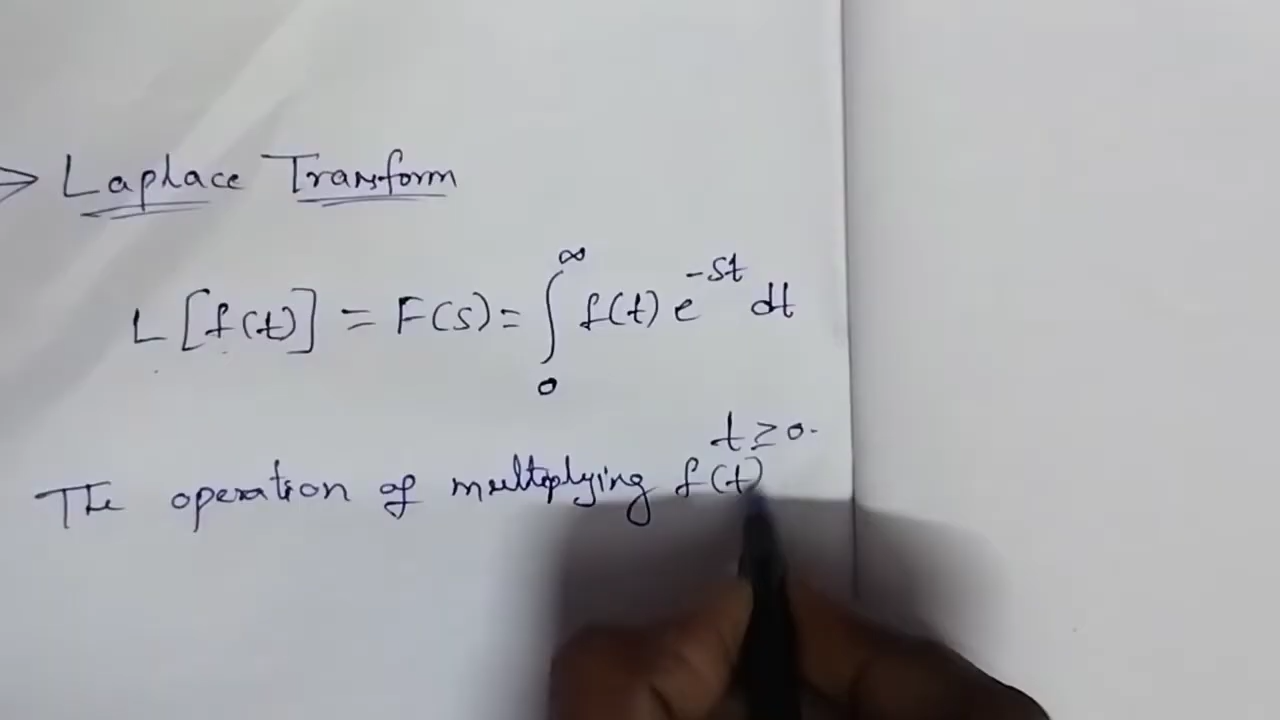 → Laplace Transform
L[f(t)] = F(s) = ∫₀^∞ f(t) e^{-st} dt
t ≥ 0.
The operation of multiplying f(t)